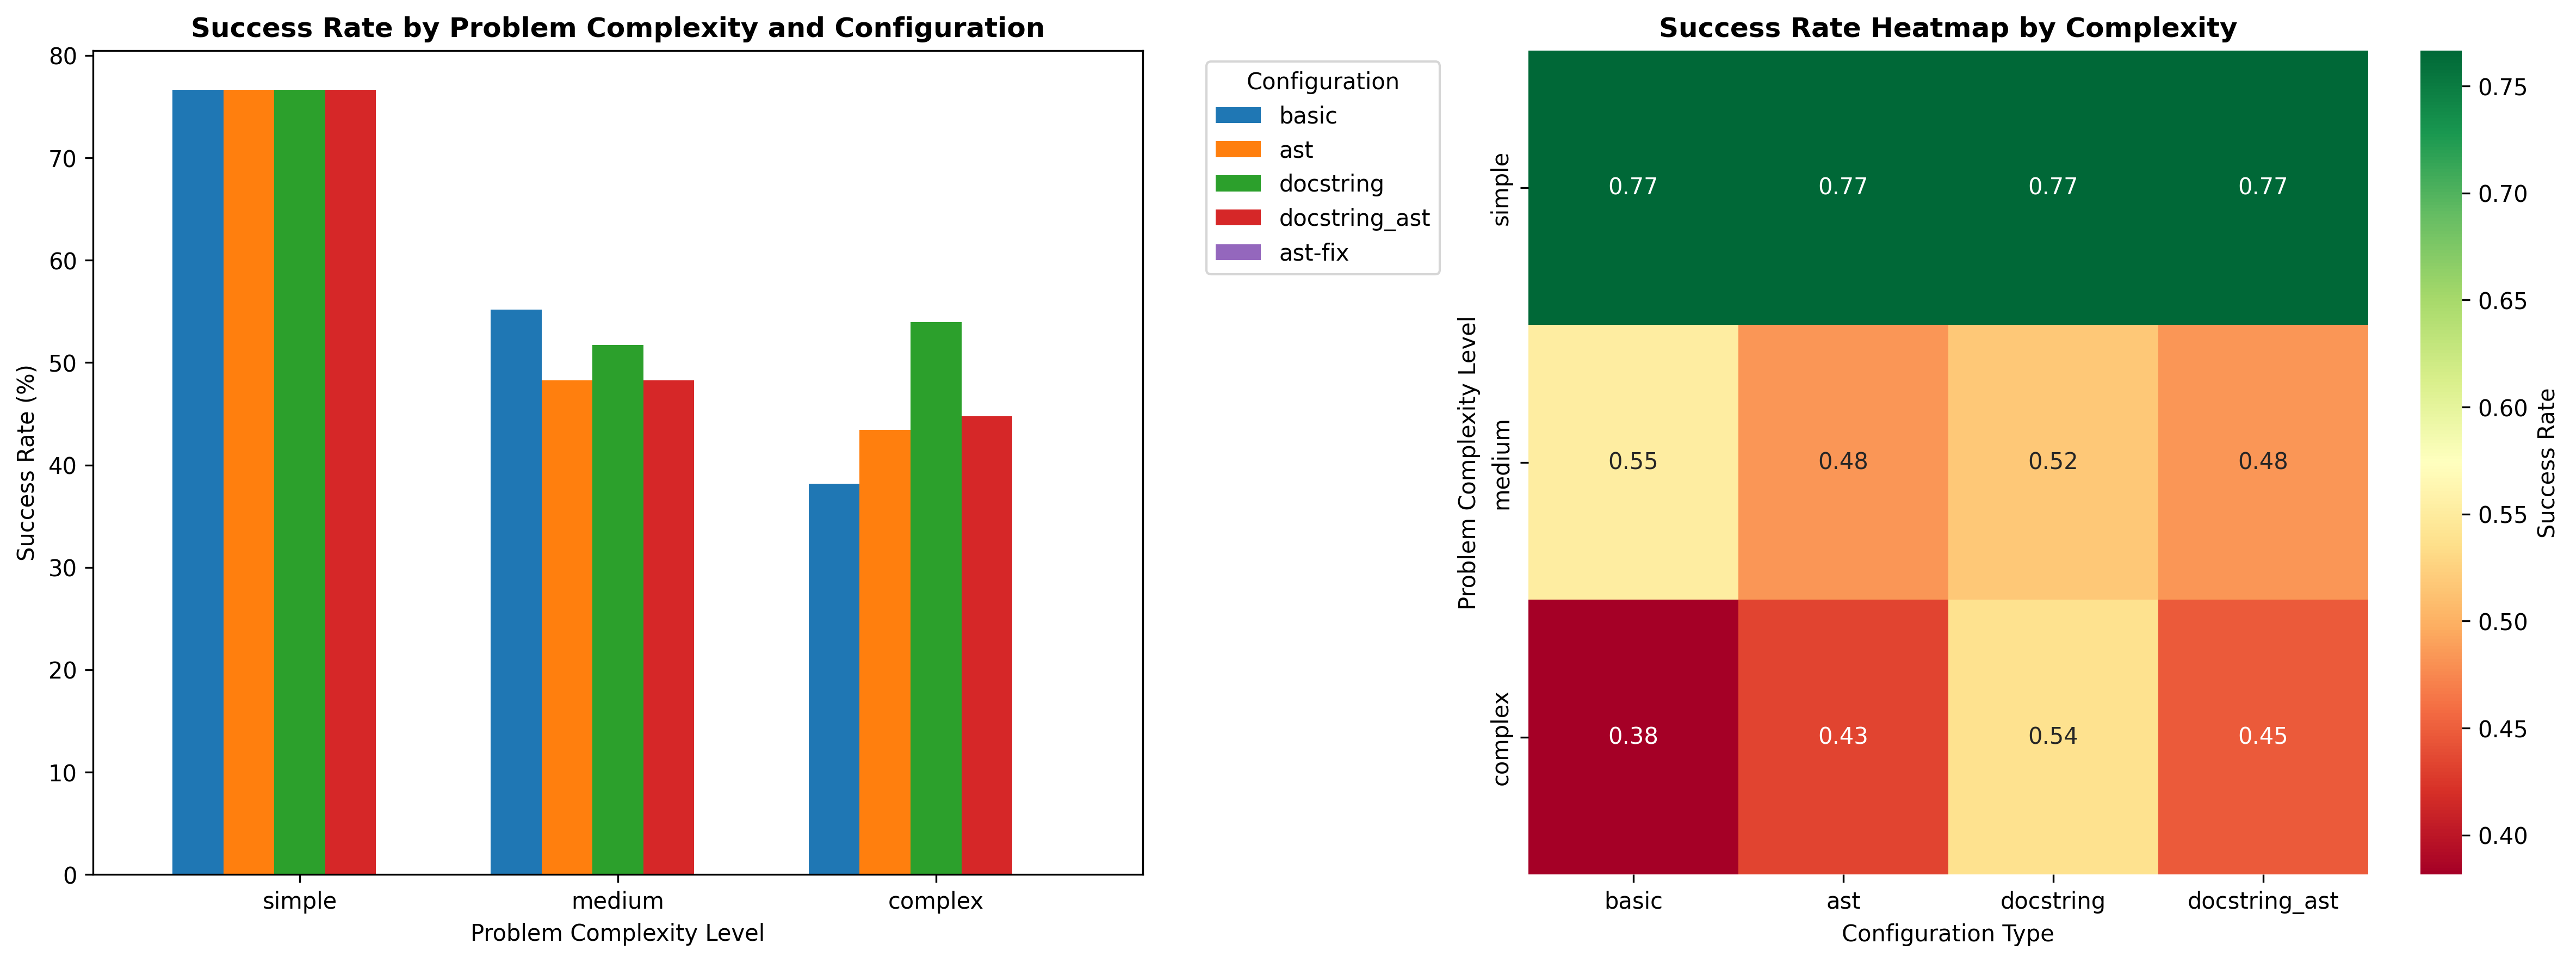 Success Rate by Problem Complexity and Configuration
80
70
60
50
40
30
20
10
0
Success Rate (%)
simple
medium
complex
Problem Complexity Level
Configuration
basic
ast
docstring
docstring_ast
ast-fix
Success Rate Heatmap by Complexity
Problem Complexity Level
simple
0.77 0.77 0.77 0.77
medium
0.55 0.48 0.52 0.48
complex
0.38 0.43 0.54 0.45
basic
ast
docstring
docstring_ast
Configuration Type
0.75
0.70
0.65
0.60
0.55
0.50
0.45
0.40
Success Rate